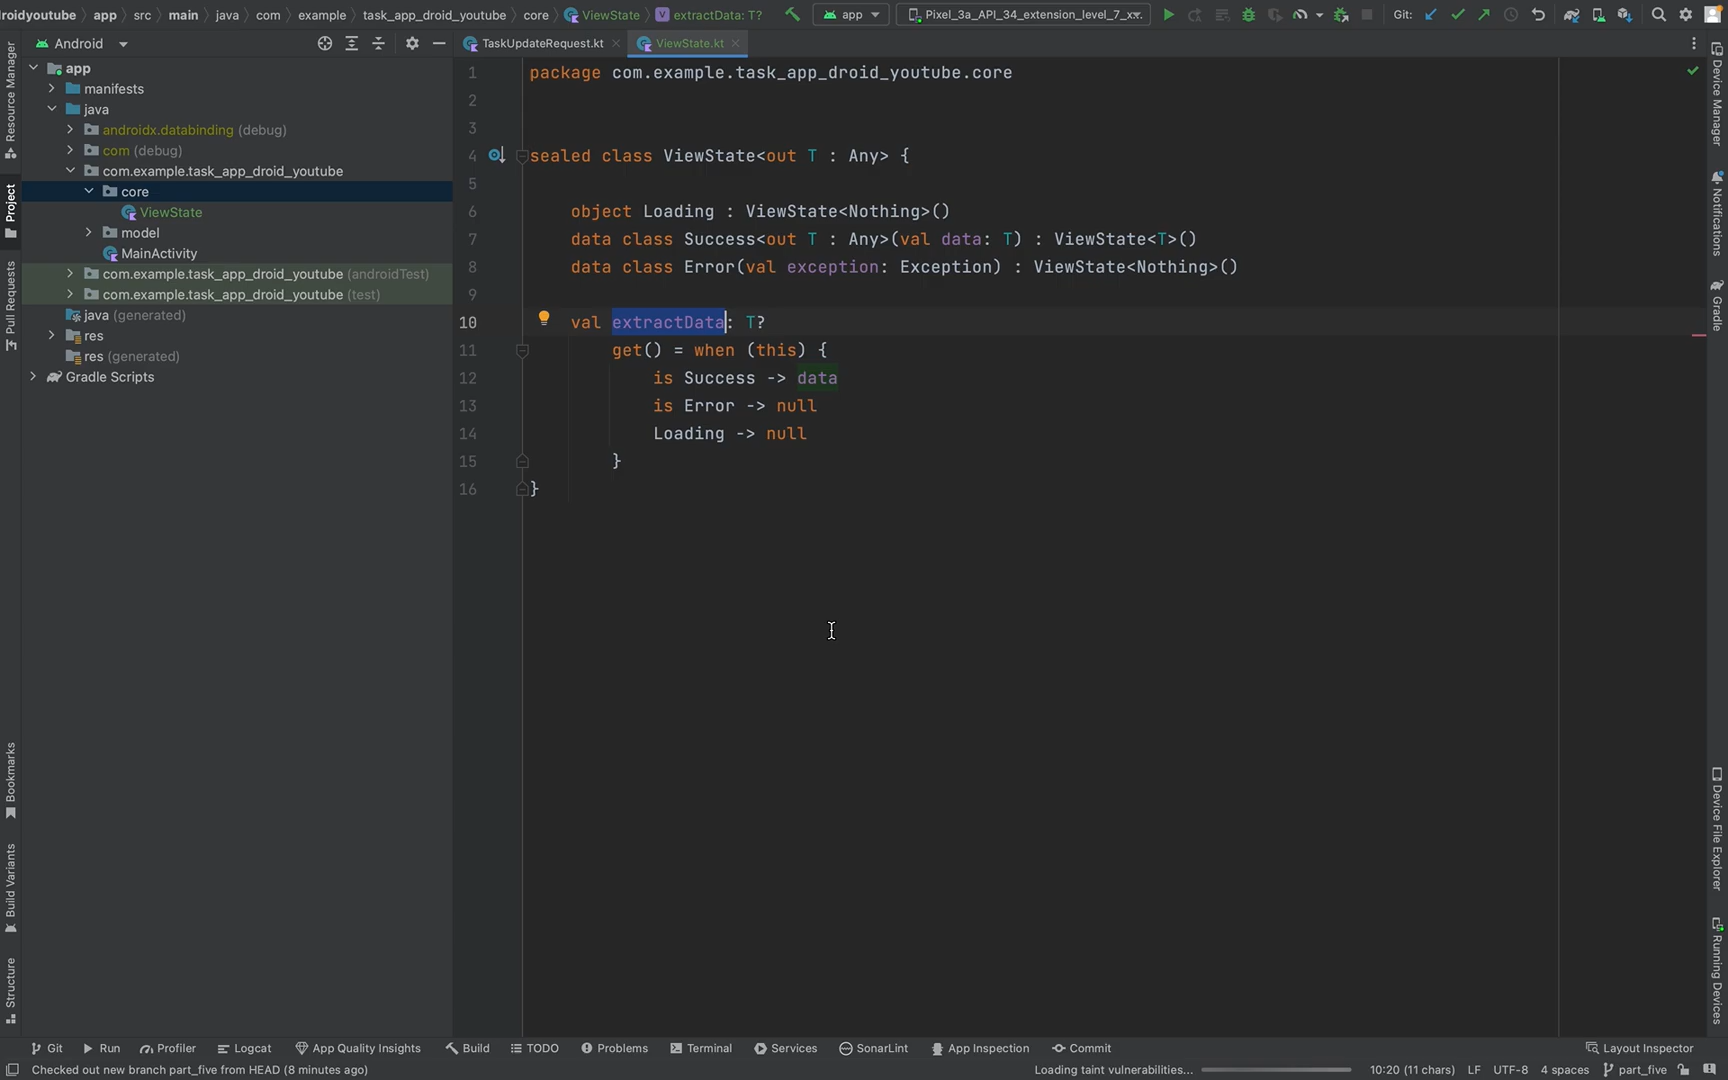 droidyoutube app src main java com example task_app_droid_youtube core ViewState extractData: T? app Pixel_3a_API_34_extension_level_7_x... Git:
Android
TaskUpdateRequest.kt
ViewState.kt
Resource Manager
Project
Pull Requests
Bookmarks
Build Variants
Structure
app
manifests
java
androidx.databinding (debug)
com (debug)
com.example.task_app_droid_youtube
core
ViewState
model
MainActivity
com.example.task_app_droid_youtube (androidTest)
com.example.task_app_droid_youtube (test)
java (generated)
res
res (generated)
Gradle Scripts
1 package com.example.task_app_droid_youtube.core
2
3
4 sealed class ViewState<out T : Any> {
5
6 object Loading : ViewState<Nothing>()
7 data class Success<out T : Any>(val data: T) : ViewState<T>()
8 data class Error(val exception: Exception) : ViewState<Nothing>()
9
10 val extractData: T?
11 get() = when (this) {
12 is Success -> data
13 is Error -> null
14 Loading -> null
15 }
16 }
Device Manager
Notifications
Gradle
Device File Explorer
Running Devices
Git Run Profiler Logcat App Quality Insights Build TODO Problems Terminal Services SonarLint App Inspection Commit Layout Inspector
Checked out new branch part_five from HEAD (8 minutes ago) Loading taint vulnerabilities... 10:20 (11 chars) LF UTF-8 4 spaces part_five